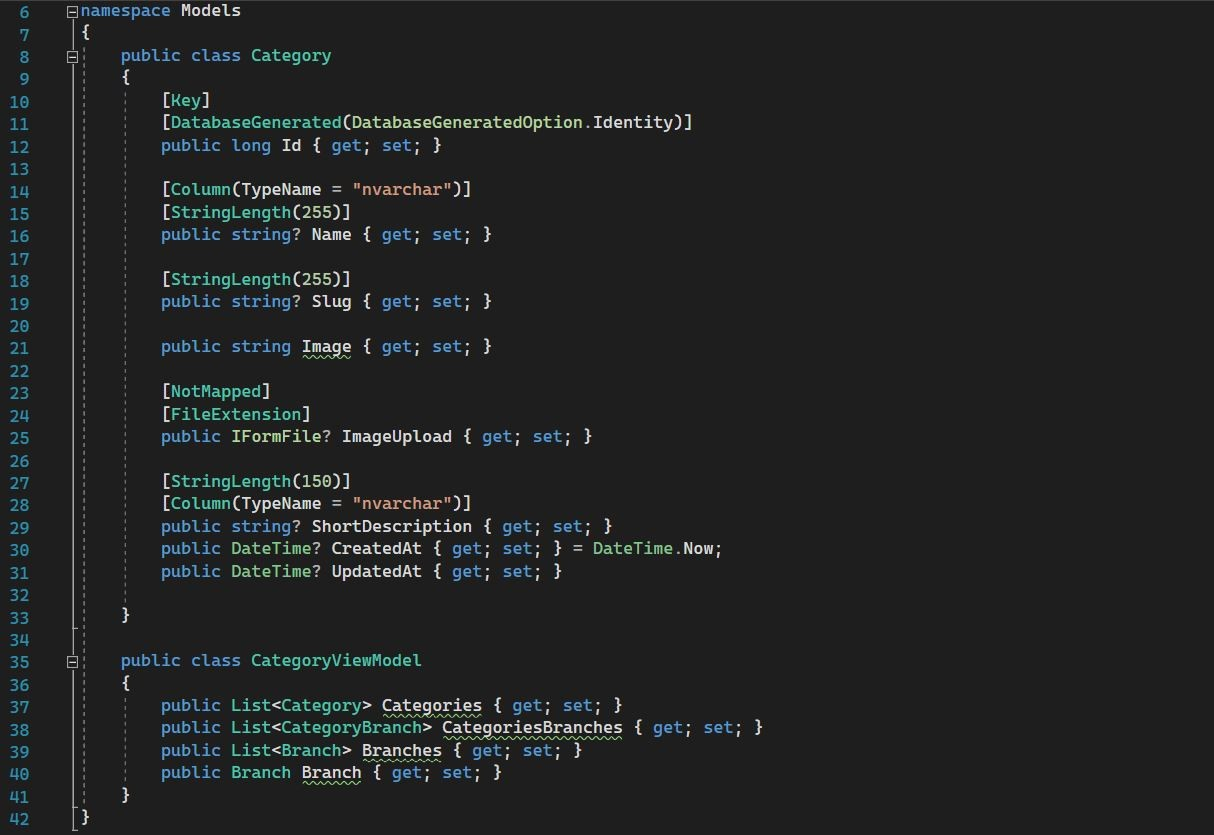 6 namespace Models
7 {
8     public class Category
9     {
10         [Key]
11         [DatabaseGenerated(DatabaseGeneratedOption.Identity)]
12         public long Id { get; set; }
13
14         [Column(TypeName = "nvarchar")]
15         [StringLength(255)]
16         public string? Name { get; set; }
17
18         [StringLength(255)]
19         public string? Slug { get; set; }
20
21         public string Image { get; set; }
22
23         [NotMapped]
24         [FileExtension]
25         public IFormFile? ImageUpload { get; set; }
26
27         [StringLength(150)]
28         [Column(TypeName = "nvarchar")]
29         public string? ShortDescription { get; set; }
30         public DateTime? CreatedAt { get; set; } = DateTime.Now;
31         public DateTime? UpdatedAt { get; set; }
32
33     }
34
35     public class CategoryViewModel
36     {
37         public List<Category> Categories { get; set; }
38         public List<CategoryBranch> CategoriesBranches { get; set; }
39         public List<Branch> Branches { get; set; }
40         public Branch Branch { get; set; }
41     }
42 }